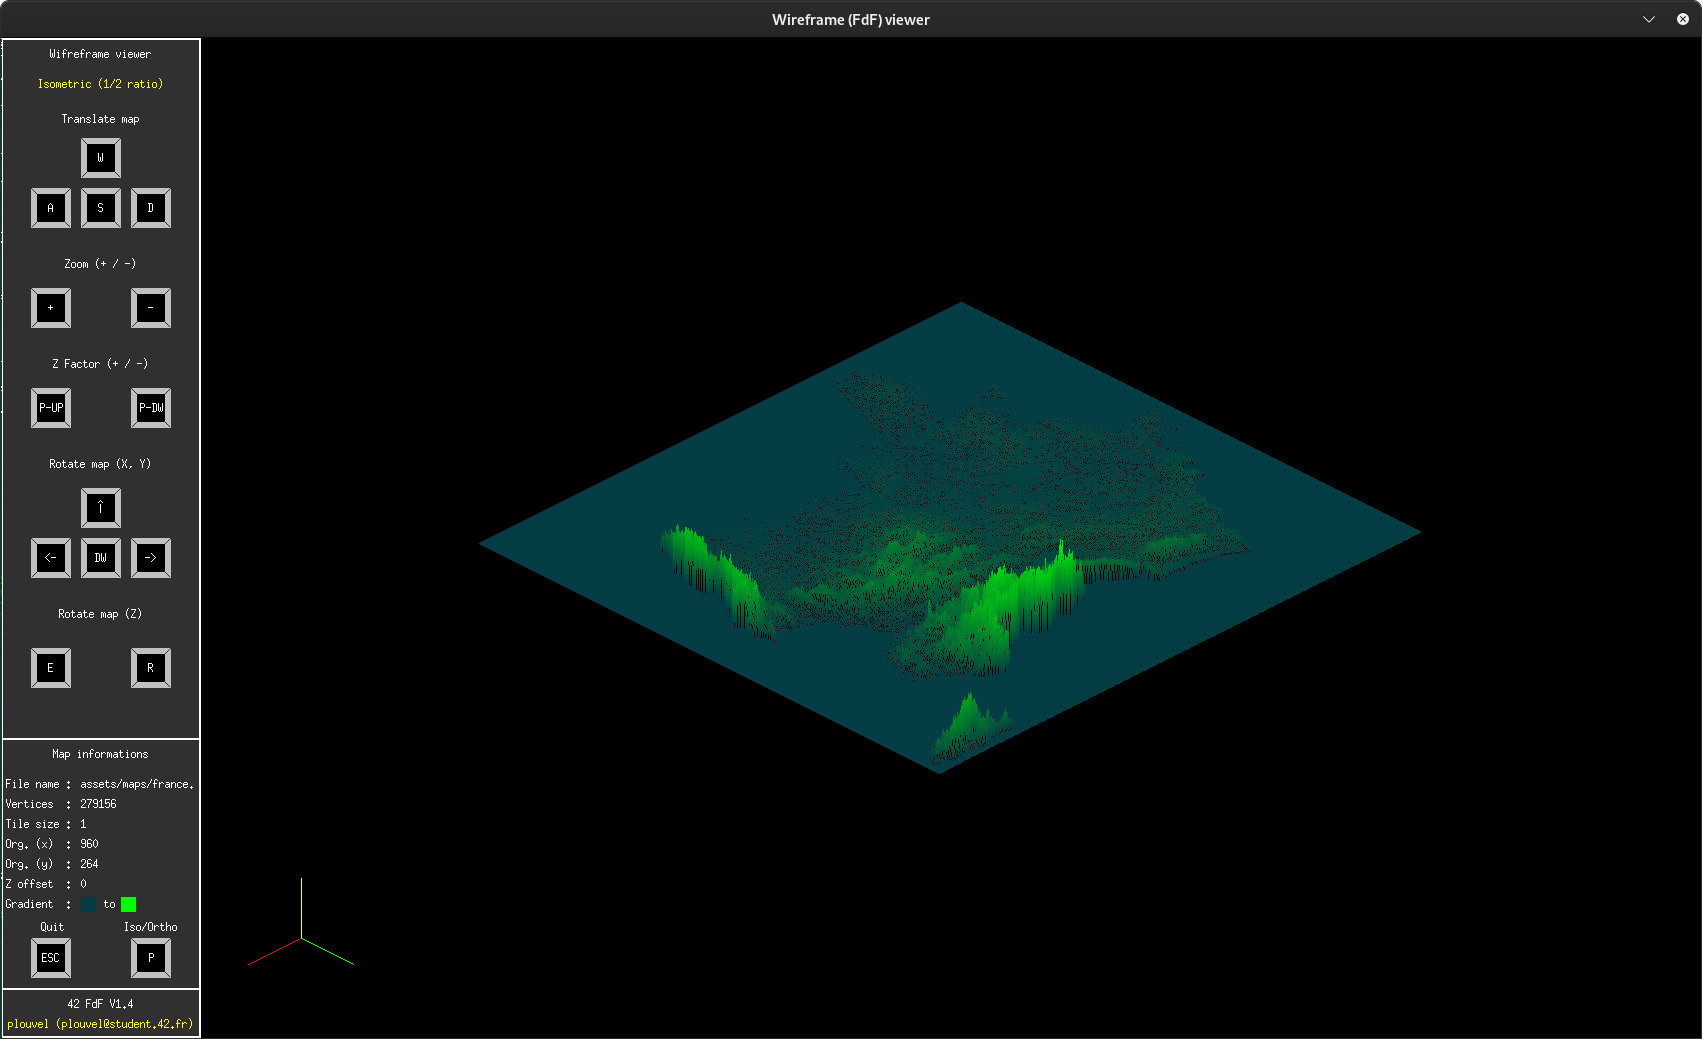 Wireframe (FdF) viewer
Wifreframe viewer
Isometric (1/2 ratio)
Translate map
W
A S D
Zoom (+ / -)
+ -
Z Factor (+ / -)
P-UP P-DW
Rotate map (X, Y)
↑
<- DW ->
Rotate map (Z)
E R
Map informations
File name : assets/maps/france.
Vertices : 279156
Tile size : 1
Org. (x) : 960
Org. (y) : 264
Z offset : 0
Gradient : to
Quit Iso/Ortho
ESC P
42 FdF V1.4
plouvel (plouvel@student.42.fr)